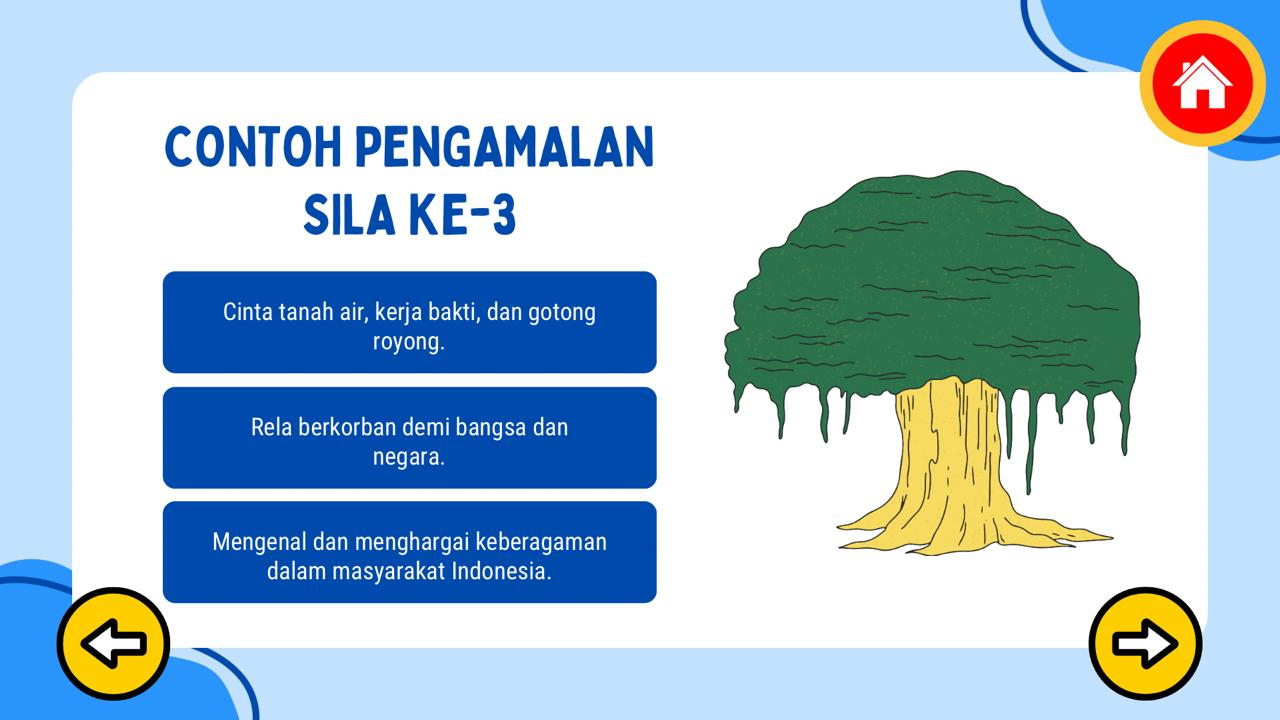 CONTOH PENGAMALAN
SILA KE-3
Cinta tanah air, kerja bakti, dan gotong
royong.
Rela berkorban demi bangsa dan
negara.
Mengenal dan menghargai keberagaman
dalam masyarakat Indonesia.